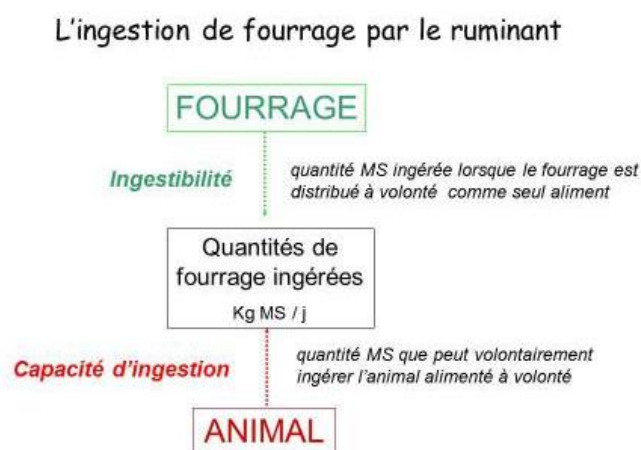 L'ingestion de fourrage par le ruminant
FOURRAGE
Ingestibilité
quantité MS ingérée lorsque le fourrage est
distribué à volonté comme seul aliment
Quantités de
fourrage ingérées
Kg MS / j
Capacité d'ingestion
quantité MS que peut volontairement
ingérer l'animal alimenté à volonté
ANIMAL